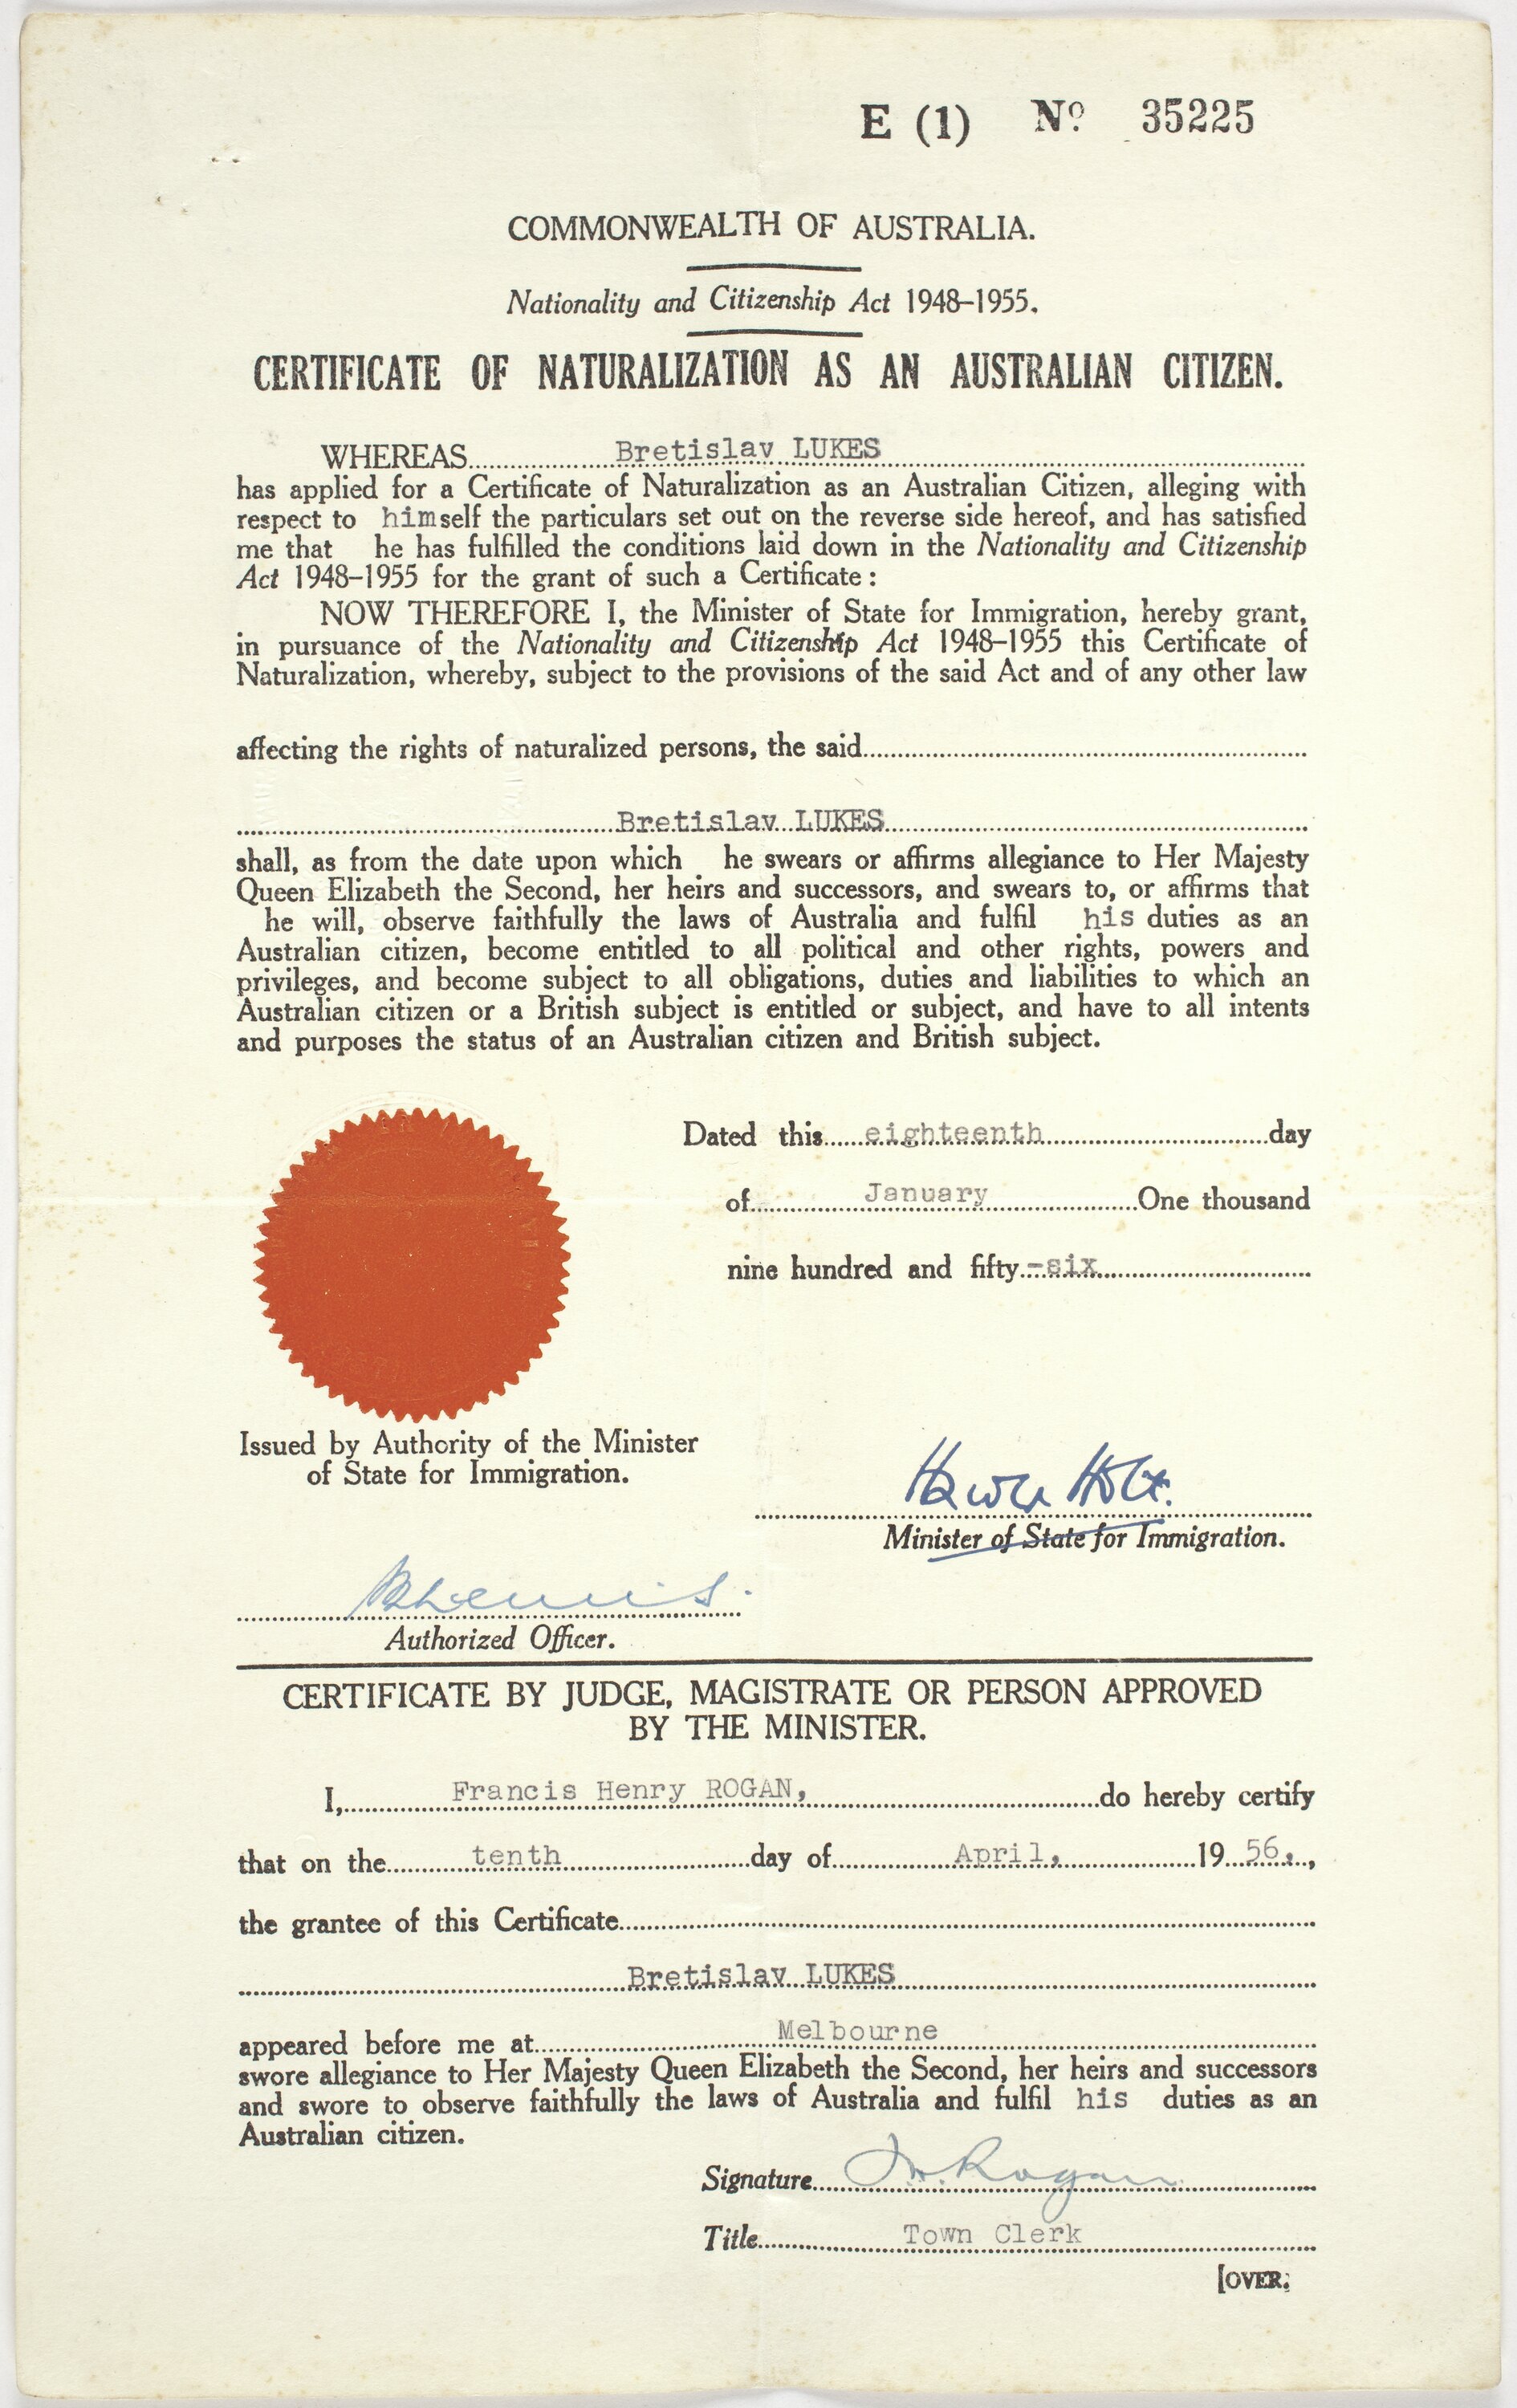 E (1) Nº 35225
COMMONWEALTH OF AUSTRALIA.
Nationality and Citizenship Act 1948–1955.
CERTIFICATE OF NATURALIZATION AS AN AUSTRALIAN CITIZEN.
WHEREAS Bretislav LUKES
has applied for a Certificate of Naturalization as an Australian Citizen, alleging with
respect to himself the particulars set out on the reverse side hereof, and has satisfied
me that he has fulfilled the conditions laid down in the Nationality and Citizenship
Act 1948–1955 for the grant of such a Certificate:
NOW THEREFORE I, the Minister of State for Immigration, hereby grant,
in pursuance of the Nationality and Citizenship Act 1948–1955 this Certificate of
Naturalization, whereby, subject to the provisions of the said Act and of any other law
affecting the rights of naturalized persons, the said
Bretislav LUKES
shall, as from the date upon which he swears or affirms allegiance to Her Majesty
Queen Elizabeth the Second, her heirs and successors, and swears to, or affirms that
he will, observe faithfully the laws of Australia and fulfil his duties as an
Australian citizen, become entitled to all political and other rights, powers and
privileges, and become subject to all obligations, duties and liabilities to which an
Australian citizen or a British subject is entitled or subject, and have to all intents
and purposes the status of an Australian citizen and British subject.
Dated this eighteenth day
of January One thousand
nine hundred and fifty-six
Issued by Authority of the Minister
of State for Immigration.
Harold Holt.
Minister of State for Immigration.
Authorized Officer.
CERTIFICATE BY JUDGE, MAGISTRATE OR PERSON APPROVED
BY THE MINISTER.
I, Francis Henry ROGAN, do hereby certify
that on the tenth day of April, 1956,,
the grantee of this Certificate
Bretislav LUKES
appeared before me at Melbourne
swore allegiance to Her Majesty Queen Elizabeth the Second, her heirs and successors
and swore to observe faithfully the laws of Australia and fulfil his duties as an
Australian citizen.
Signature Rogan
Title Town Clerk
[OVER.